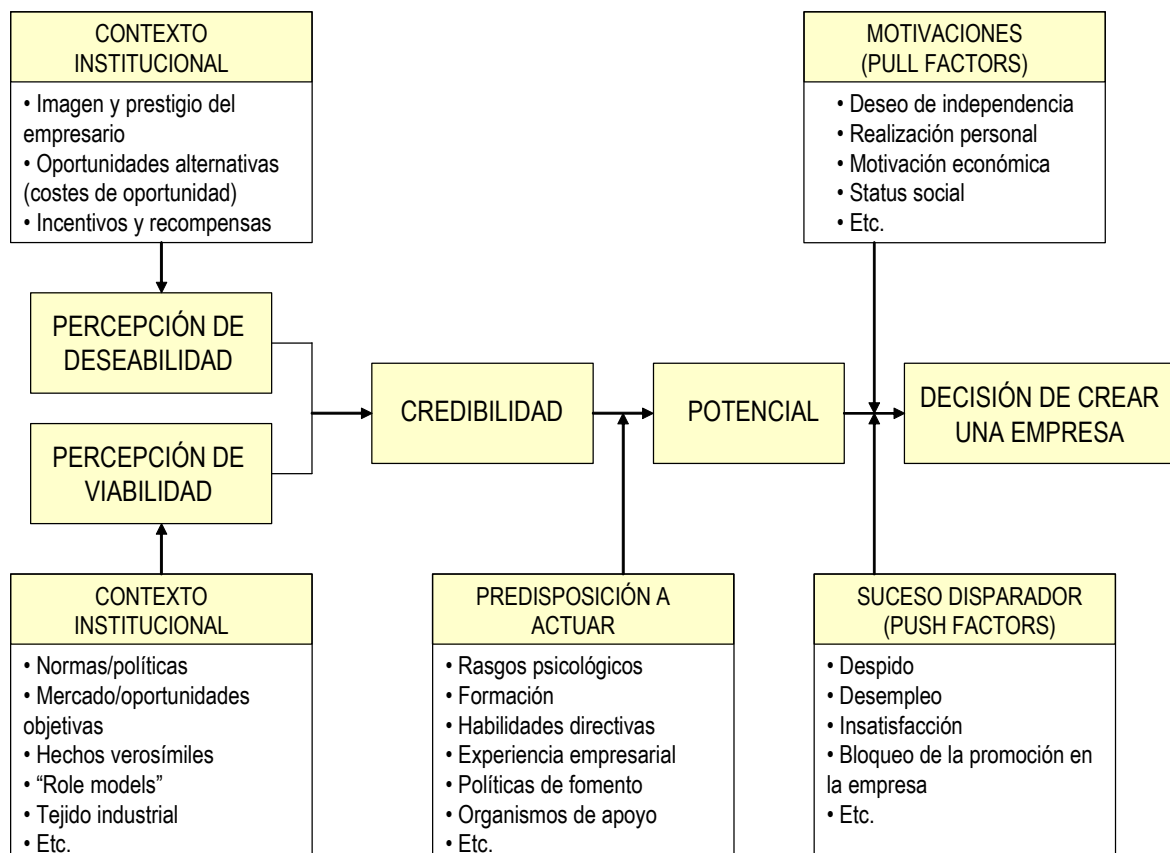 CONTEXTO
INSTITUCIONAL
• Imagen y prestigio del
empresario
• Oportunidades alternativas
(costes de oportunidad)
• Incentivos y recompensas
MOTIVACIONES
(PULL FACTORS)
• Deseo de independencia
• Realización personal
• Motivación económica
• Status social
• Etc.
PERCEPCIÓN DE
DESEABILIDAD
PERCEPCIÓN DE
VIABILIDAD
CREDIBILIDAD
POTENCIAL
DECISIÓN DE CREAR
UNA EMPRESA
CONTEXTO
INSTITUCIONAL
• Normas/políticas
• Mercado/oportunidades
objetivas
• Hechos verosímiles
• “Role models”
• Tejido industrial
• Etc.
PREDISPOSICIÓN A
ACTUAR
• Rasgos psicológicos
• Formación
• Habilidades directivas
• Experiencia empresarial
• Políticas de fomento
• Organismos de apoyo
• Etc.
SUCESO DISPARADOR
(PUSH FACTORS)
• Despido
• Desempleo
• Insatisfacción
• Bloqueo de la promoción en
la empresa
• Etc.